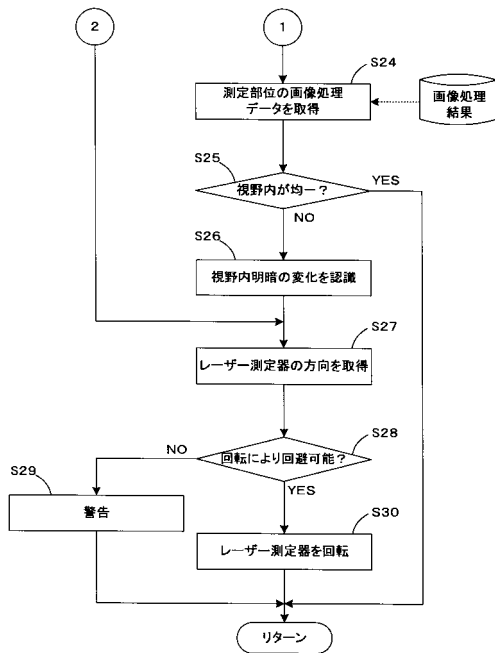 2
1
S24
測定部位の画像処理
データを取得
画像処理
結果
S25
視野内が均一？
YES
NO
S26
視野内明暗の変化を認識
S27
レーザー測定器の方向を取得
S28
NO
回転により回避可能？
S29
YES
警告
S30
レーザー測定器を回転
リターン